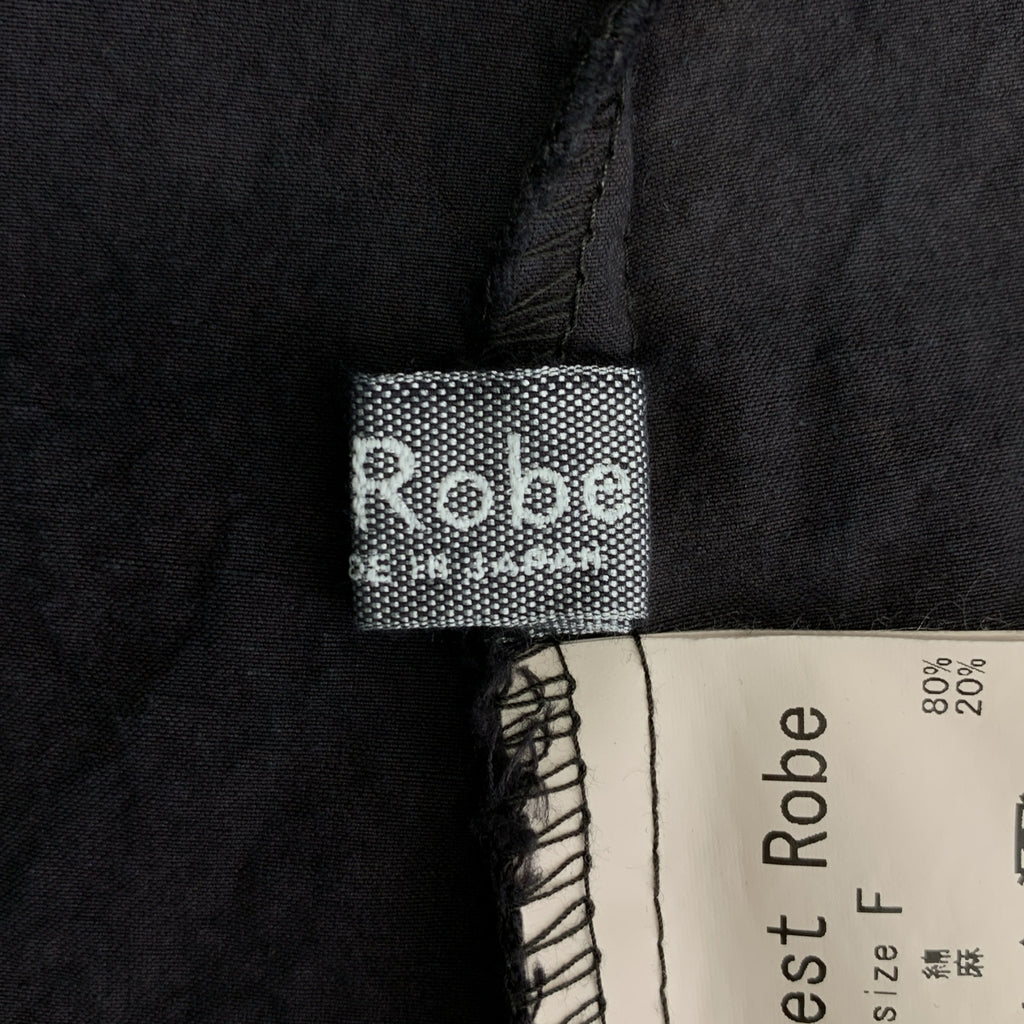 Robe
DE IN JAPAN
est Robe
size F
綿 80%
麻 20%